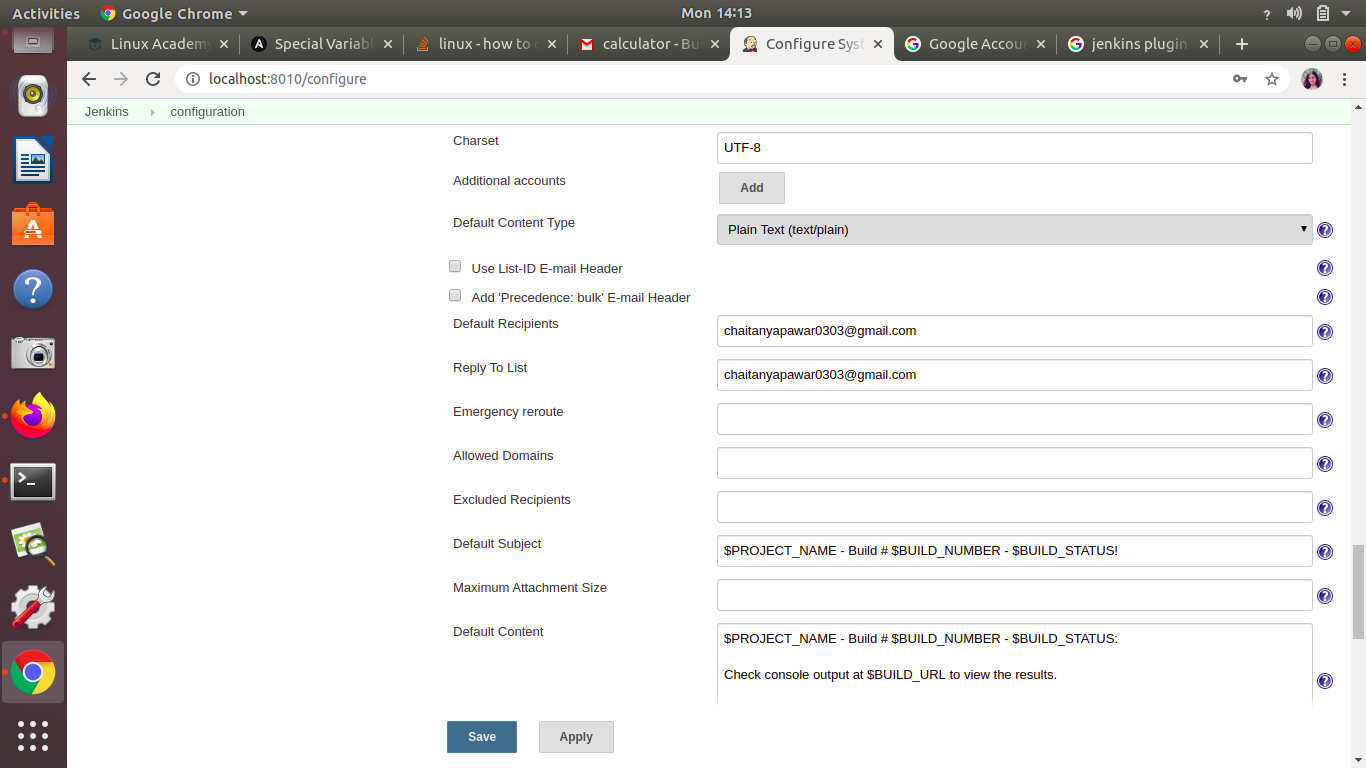 Activities
Google Chrome
Mon 14:13
?
Linux Academ
Special Variabl
linux - how to
calculator - Bu
Configure Syst
Google Accoun
jenkins plugin
localhost:8010/configure
Jenkins
configuration
Charset
UTF-8
Additional accounts
Add
Default Content Type
Plain Text (text/plain)
Use List-ID E-mail Header
Add 'Precedence: bulk' E-mail Header
Default Recipients
chaitanyapawar0303@gmail.com
Reply To List
chaitanyapawar0303@gmail.com
Emergency reroute
Allowed Domains
Excluded Recipients
Default Subject
$PROJECT_NAME - Build # $BUILD_NUMBER - $BUILD_STATUS!
Maximum Attachment Size
Default Content
$PROJECT_NAME - Build # $BUILD_NUMBER - $BUILD_STATUS:
Check console output at $BUILD_URL to view the results.
Save
Apply